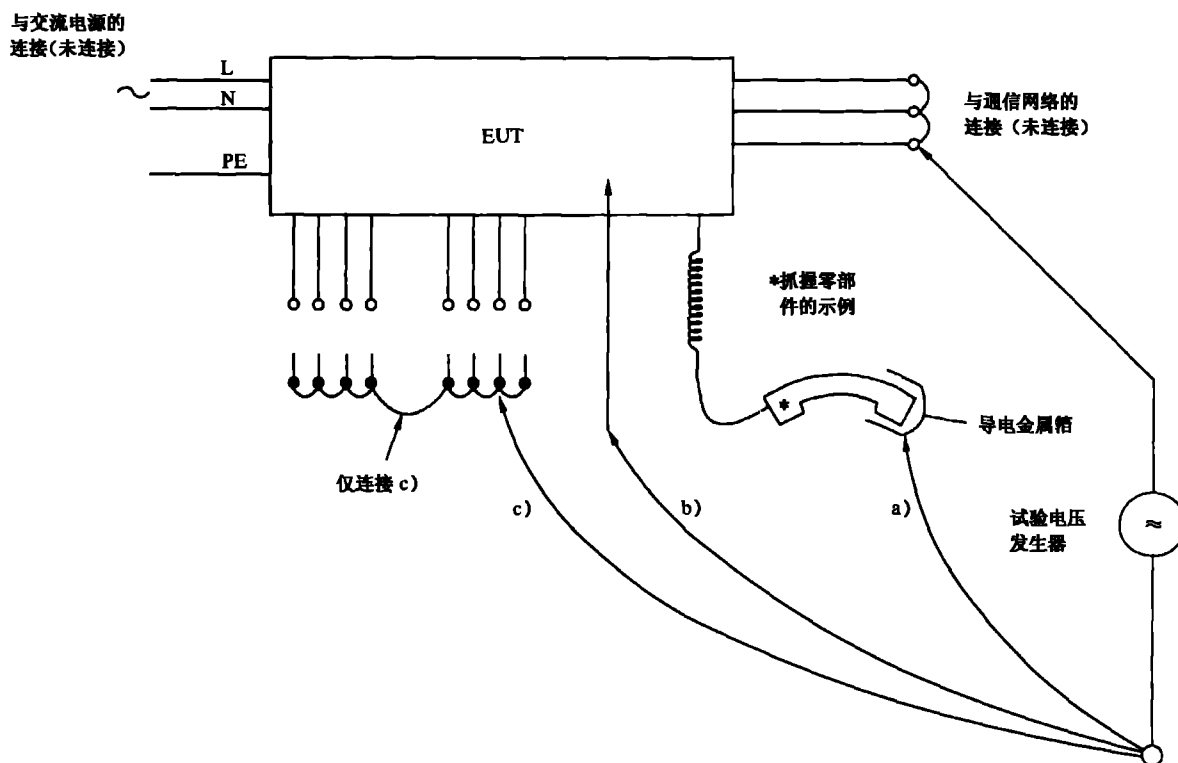 与交流电源的
连接(未连接)
L
N
PE
EUT
与通信网络的
连接（未连接）
*抓握零部
件的示例
*
导电金属箔
仅连接 c）
c）
b）
a）
试验电压
发生器
≈